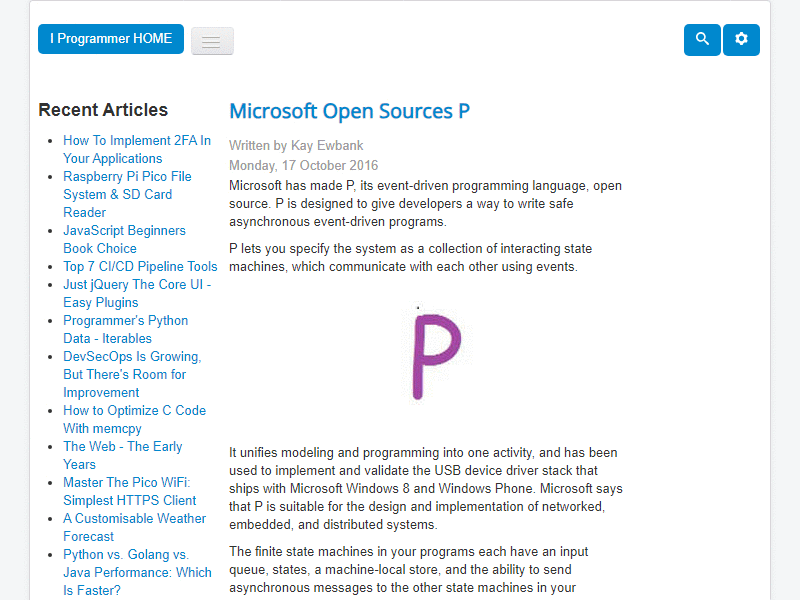 I Programmer HOME
Recent Articles
How To Implement 2FA In
Your Applications
Raspberry Pi Pico File
System & SD Card
Reader
JavaScript Beginners
Book Choice
Top 7 CI/CD Pipeline Tools
Just jQuery The Core UI -
Easy Plugins
Programmer's Python
Data - Iterables
DevSecOps Is Growing,
But There's Room for
Improvement
How to Optimize C Code
With memcpy
The Web - The Early
Years
Master The Pico WiFi:
Simplest HTTPS Client
A Customisable Weather
Forecast
Python vs. Golang vs.
Java Performance: Which
Is Faster?
Microsoft Open Sources P
Written by Kay Ewbank
Monday, 17 October 2016
Microsoft has made P, its event-driven programming language, open
source. P is designed to give developers a way to write safe
asynchronous event-driven programs.
P lets you specify the system as a collection of interacting state
machines, which communicate with each other using events.
P
It unifies modeling and programming into one activity, and has been
used to implement and validate the USB device driver stack that
ships with Microsoft Windows 8 and Windows Phone. Microsoft says
that P is suitable for the design and implementation of networked,
embedded, and distributed systems.
The finite state machines in your programs each have an input
queue, states, a machine-local store, and the ability to send
asynchronous messages to the other state machines in your